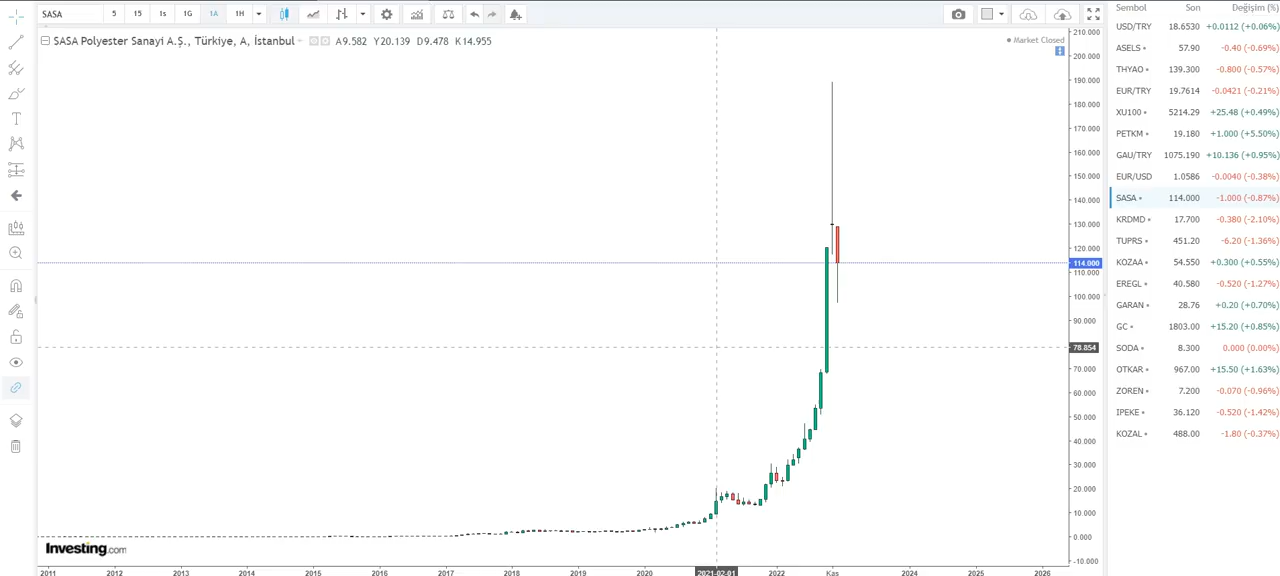 SASA 5 15 1s 1G 1A 1H
SASA Polyester Sanayi A.Ş., Türkiye, A, İstanbul A9.582 Y20.139 D9.478 K14.955
Market Closed
210.000
200.000
190.000
180.000
170.000
160.000
150.000
140.000
130.000
120.000
114.000
110.000
100.000
90.000
78.854
70.000
60.000
50.000
40.000
30.000
20.000
10.000
0.000
-10.000
Investing.com
2011 2012 2013 2014 2015 2016 2017 2018 2019 2020 2021-02-01 2022 Kas 2024 2025 2026
Sembol Son Değişim (%)
USD/TRY 18.6530 +0.0112 (+0.06%)
ASELS 57.90 -0.40 (-0.69%)
THYAO 139.300 -0.800 (-0.57%)
EUR/TRY 19.7614 -0.0421 (-0.21%)
XU100 5214.29 +25.48 (+0.49%)
PETKM 19.180 +1.000 (+5.50%)
GAU/TRY 1075.190 +10.136 (+0.95%)
EUR/USD 1.0586 -0.0040 (-0.38%)
SASA 114.000 -1.000 (-0.87%)
KRDMD 17.700 -0.380 (-2.10%)
TUPRS 451.20 -6.20 (-1.36%)
KOZAA 54.550 +0.300 (+0.55%)
EREGL 40.580 -0.520 (-1.27%)
GARAN 28.76 +0.20 (+0.70%)
GC 1803.00 +15.20 (+0.85%)
SODA 8.300 0.000 (0.00%)
OTKAR 967.00 +15.50 (+1.63%)
ZOREN 7.200 -0.070 (-0.96%)
IPEKE 36.120 -0.520 (-1.42%)
KOZAL 488.00 -1.80 (-0.37%)